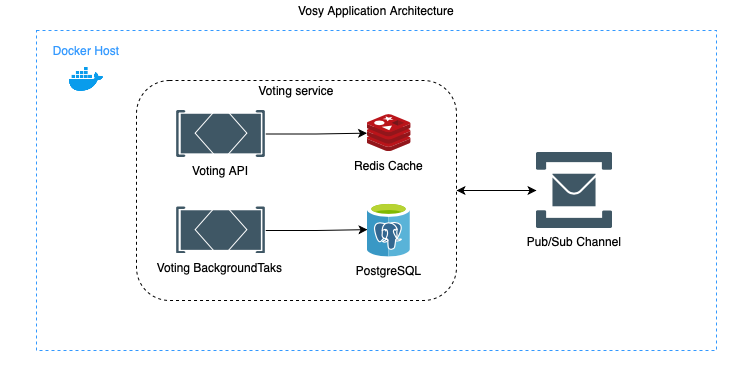 Vosy Application Architecture
Docker Host
Voting service
Voting API
Redis Cache
Voting BackgroundTaks
PostgreSQL
Pub/Sub Channel